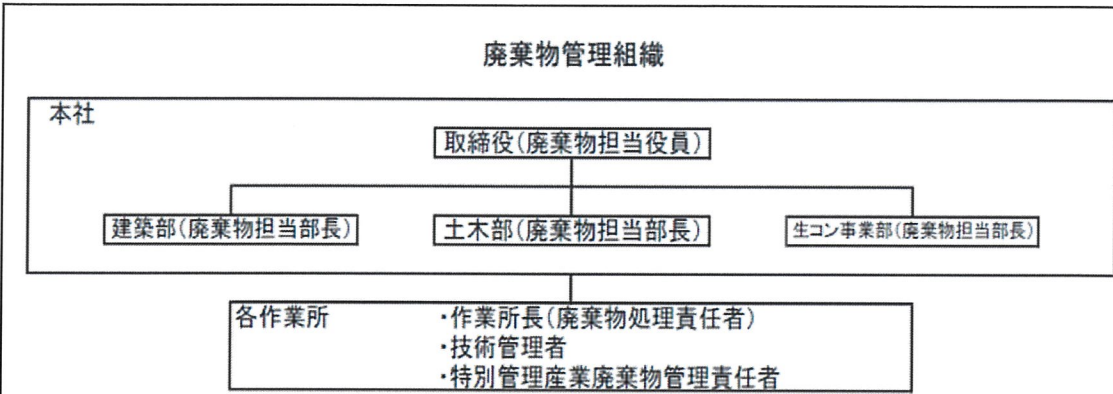 廃棄物管理組織
本社
取締役(廃棄物担当役員)
建築部(廃棄物担当部長)
土木部(廃棄物担当部長)
生コン事業部(廃棄物担当部長)
各作業所
・作業所長(廃棄物処理責任者)
・技術管理者
・特別管理産業廃棄物管理責任者